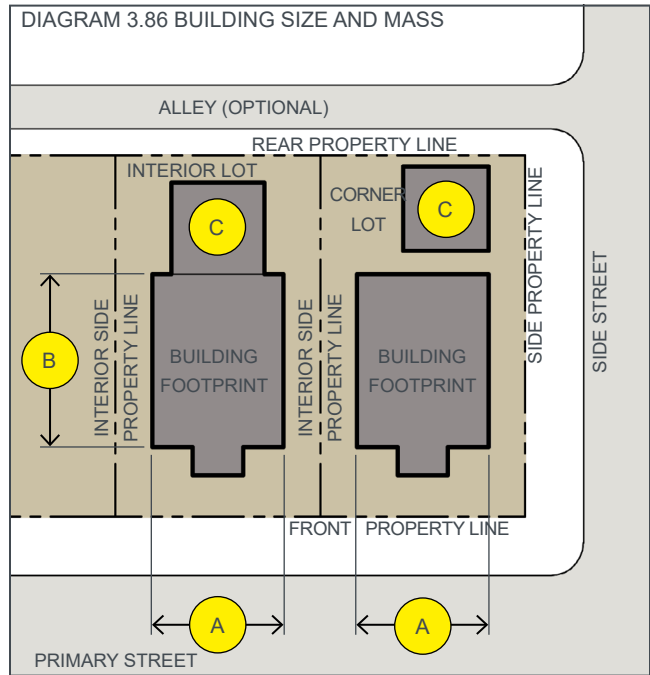 DIAGRAM 3.86 BUILDING SIZE AND MASS
ALLEY (OPTIONAL)
REAR PROPERTY LINE
INTERIOR LOT
CORNER
LOT
C
C
SIDE PROPERTY LINE
SIDE STREET
B
INTERIOR SIDE
PROPERTY LINE
BUILDING
FOOTPRINT
INTERIOR SIDE
PROPERTY LINE
BUILDING
FOOTPRINT
FRONT PROPERTY LINE
A
A
PRIMARY STREET